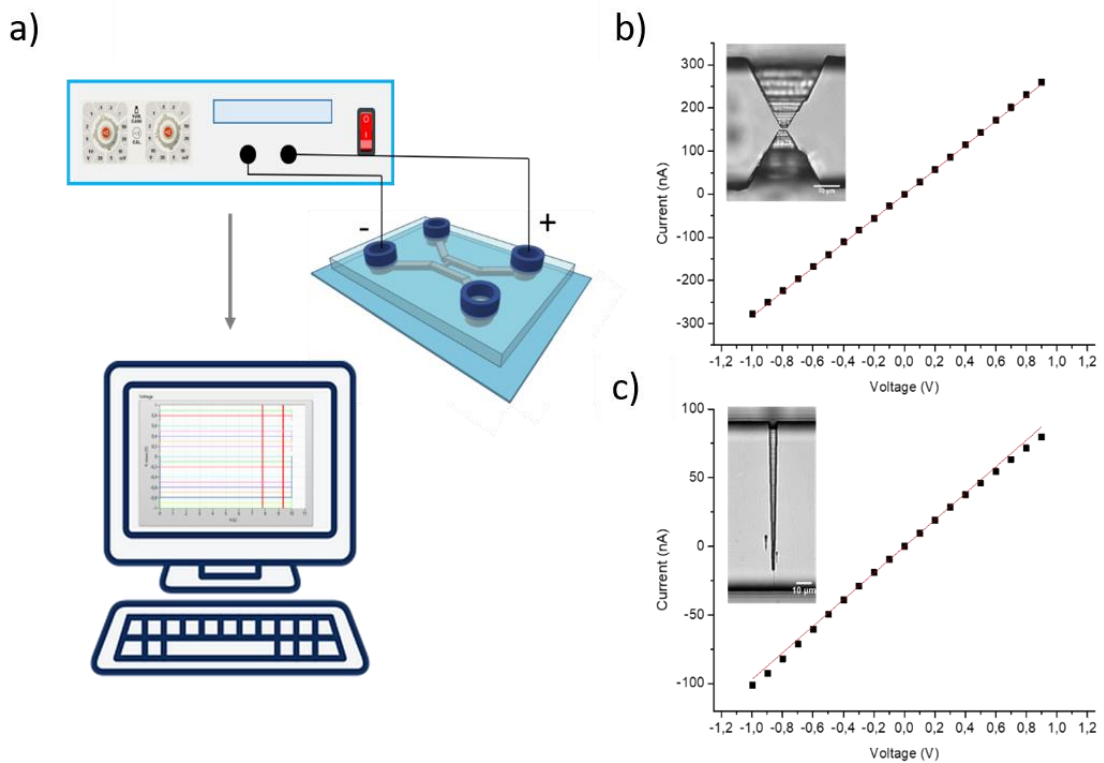 a)
CAL
- +
Voltage
b)
Current (nA)
300
200
100
0
-100
-200
-300
-1,2 -1,0 -0,8 -0,6 -0,4 -0,2 0,0 0,2 0,4 0,6 0,8 1,0 1,2
Voltage (V)
c)
Current (nA)
100
50
0
-50
-100
10 µm
-1,2 -1,0 -0,8 -0,6 -0,4 -0,2 0,0 0,2 0,4 0,6 0,8 1,0 1,2
Voltage (V)